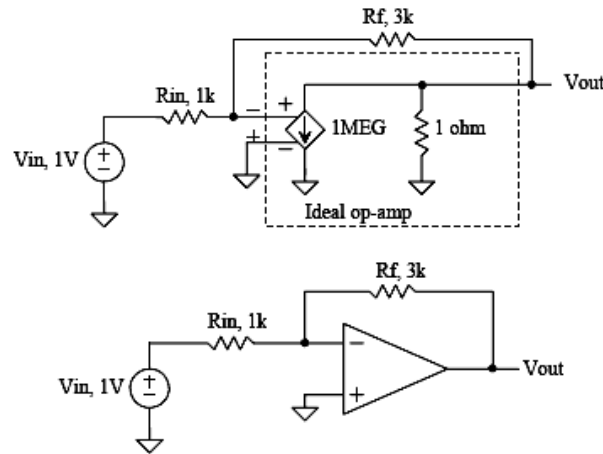 Rf, 3k
Vout
Rin, 1k
− +
1MEG
1 ohm
+ −
Vin, 1V
+
−
Ideal op-amp
Rf, 3k
Rin, 1k
−
Vin, 1V
+
−
+
Vout